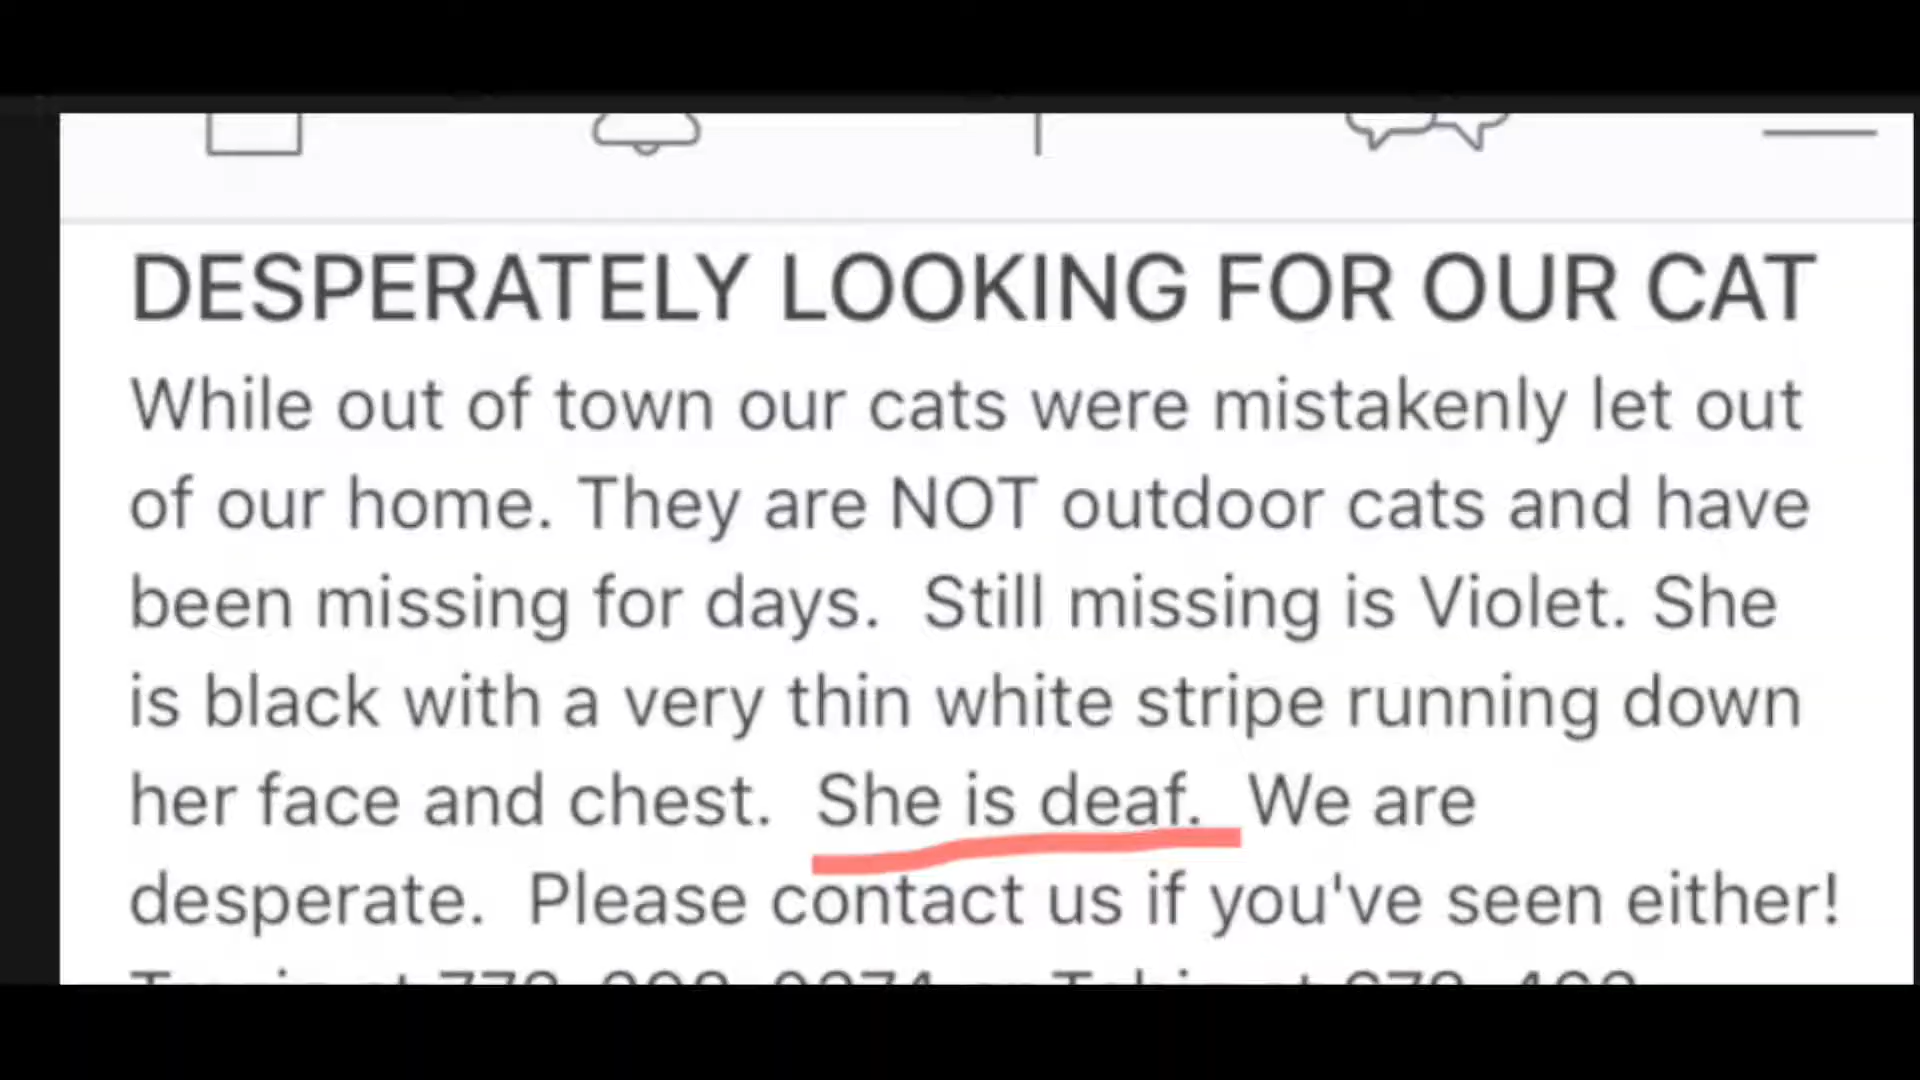 DESPERATELY LOOKING FOR OUR CAT
While out of town our cats were mistakenly let out
of our home. They are NOT outdoor cats and have
been missing for days. Still missing is Violet. She
is black with a very thin white stripe running down
her face and chest. She is deaf. We are
desperate. Please contact us if you've seen either!